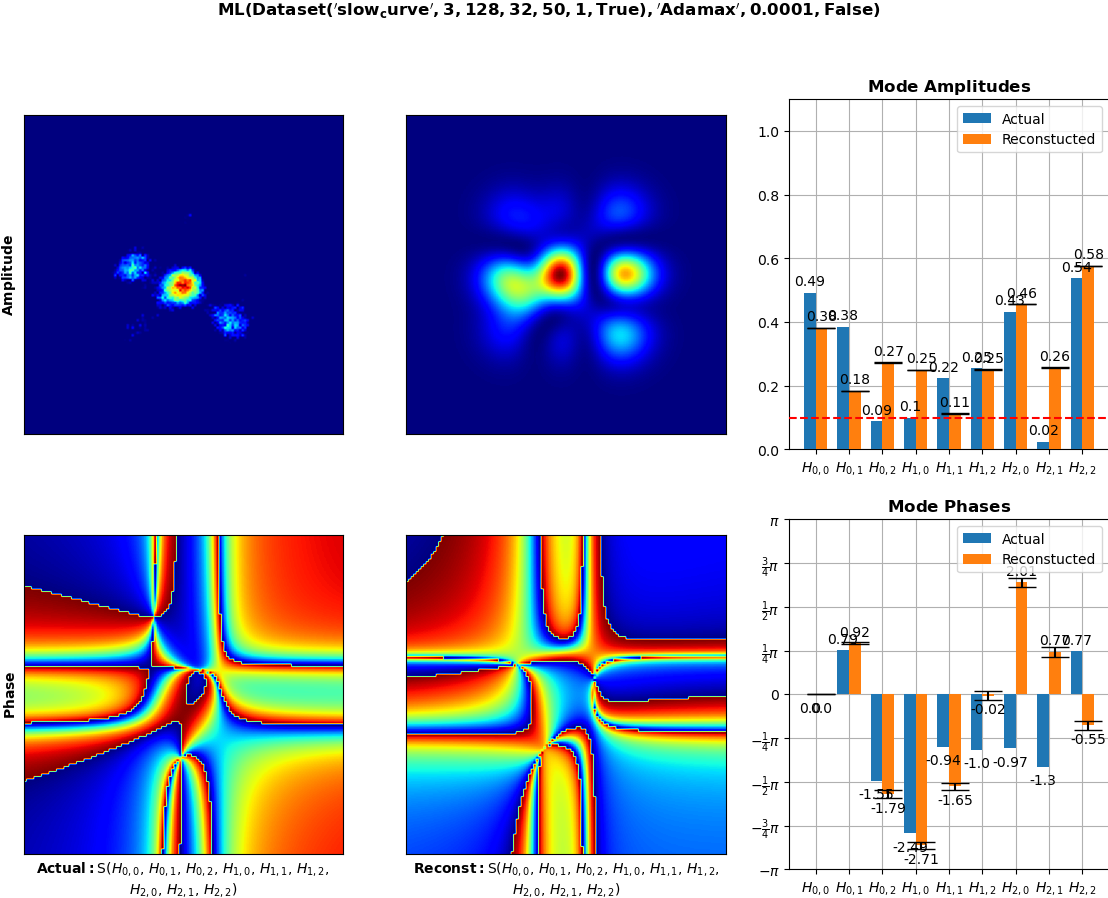 ML(Dataset('slow_curve', 3, 128, 32, 50, 1, True), 'Adamax', 0.0001, False)
Amplitude
Mode Amplitudes
Actual
Reconstucted
1.0
0.8
0.6
0.4
0.2
0.0
0.49 0.38 0.09 0.1 0.22 0.25 0.43 0.02 0.54
0.38 0.18 0.27 0.25 0.11 0.25 0.46 0.26 0.58
H0,0 H0,1 H0,2 H1,0 H1,1 H1,2 H2,0 H2,1 H2,2
Phase
Actual: S(H0,0, H0,1, H0,2, H1,0, H1,1, H1,2,
H2,0, H2,1, H2,2)
Reconst: S(H0,0, H0,1, H0,2, H1,0, H1,1, H1,2,
H2,0, H2,1, H2,2)
Mode Phases
Actual
Reconstucted
π
3/4π
1/2π
1/4π
0
−1/4π
−1/2π
−3/4π
−π
0.0 0.79 -0.94 -1.0 -0.97 -1.3 0.77
0.0 0.92 -1.79 -2.71 -1.65 -0.02 2.01 0.77 -0.55
H0,0 H0,1 H0,2 H1,0 H1,1 H1,2 H2,0 H2,1 H2,2